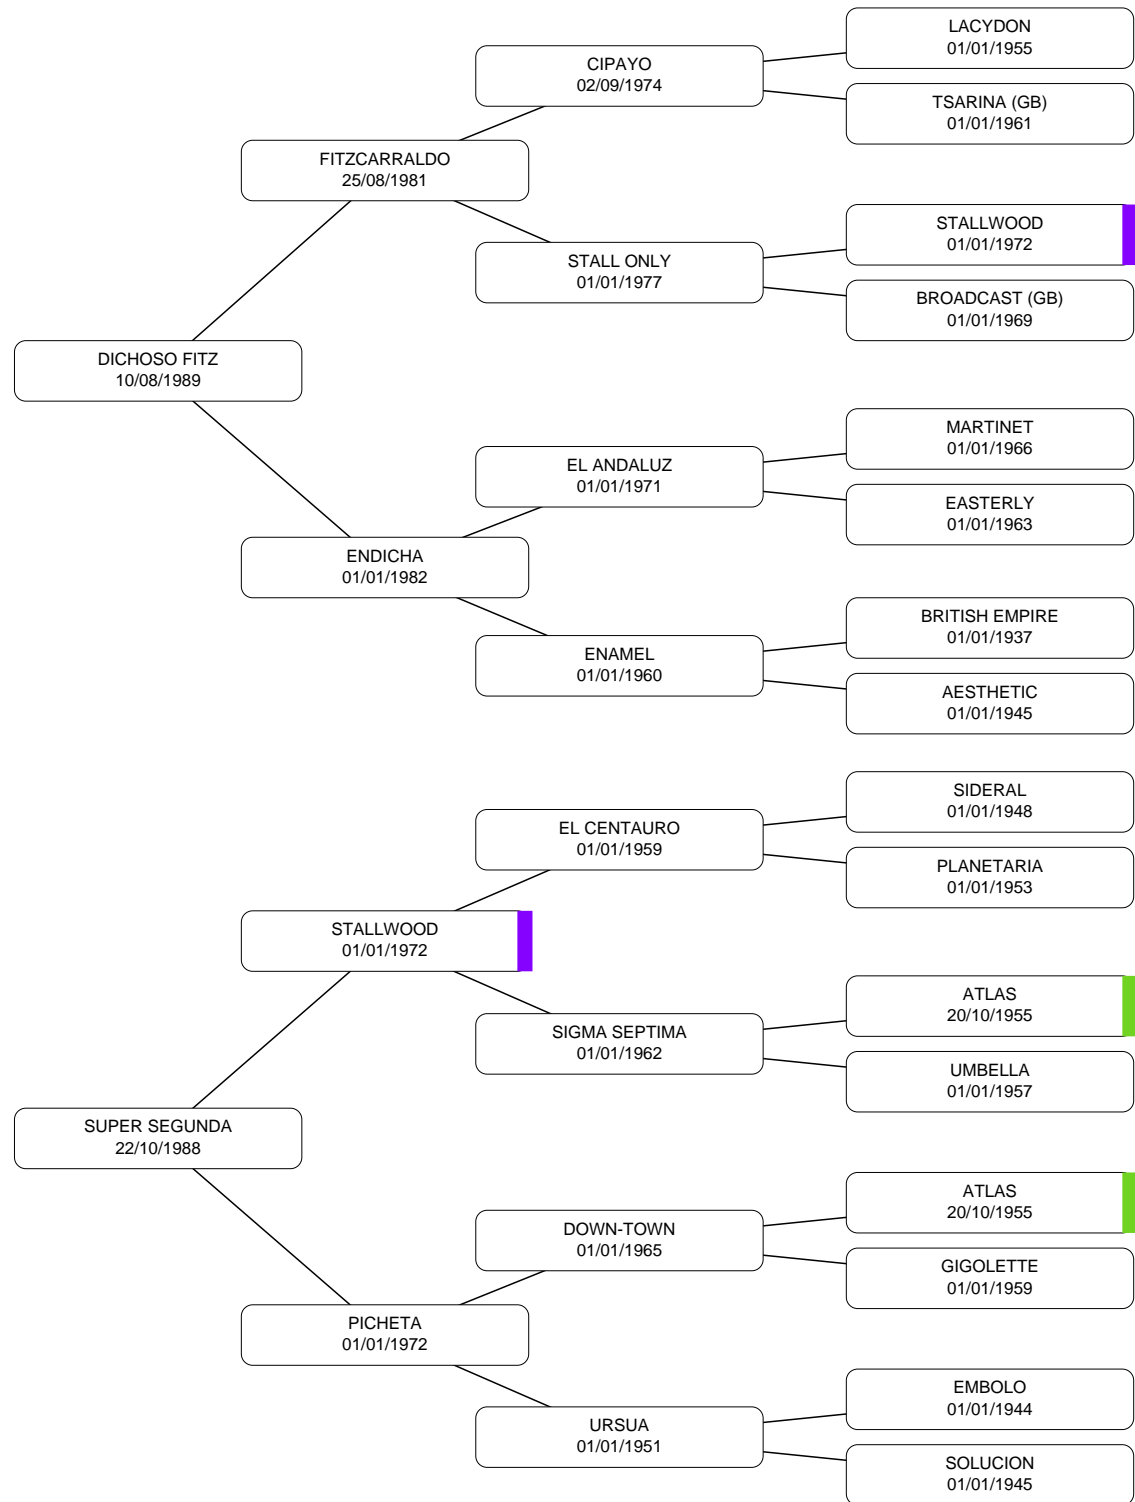 LACYDON
01/01/1955
CIPAYO
02/09/1974
TSARINA (GB)
01/01/1961
FITZCARRALDO
25/08/1981
STALLWOOD
01/01/1972
STALL ONLY
01/01/1977
BROADCAST (GB)
01/01/1969
DICHOSO FITZ
10/08/1989
MARTINET
01/01/1966
EL ANDALUZ
01/01/1971
EASTERLY
01/01/1963
ENDICHA
01/01/1982
BRITISH EMPIRE
01/01/1937
ENAMEL
01/01/1960
AESTHETIC
01/01/1945
SIDERAL
01/01/1948
EL CENTAURO
01/01/1959
PLANETARIA
01/01/1953
STALLWOOD
01/01/1972
ATLAS
20/10/1955
SIGMA SEPTIMA
01/01/1962
UMBELLA
01/01/1957
SUPER SEGUNDA
22/10/1988
ATLAS
20/10/1955
DOWN-TOWN
01/01/1965
GIGOLETTE
01/01/1959
PICHETA
01/01/1972
EMBOLO
01/01/1944
URSUA
01/01/1951
SOLUCION
01/01/1945